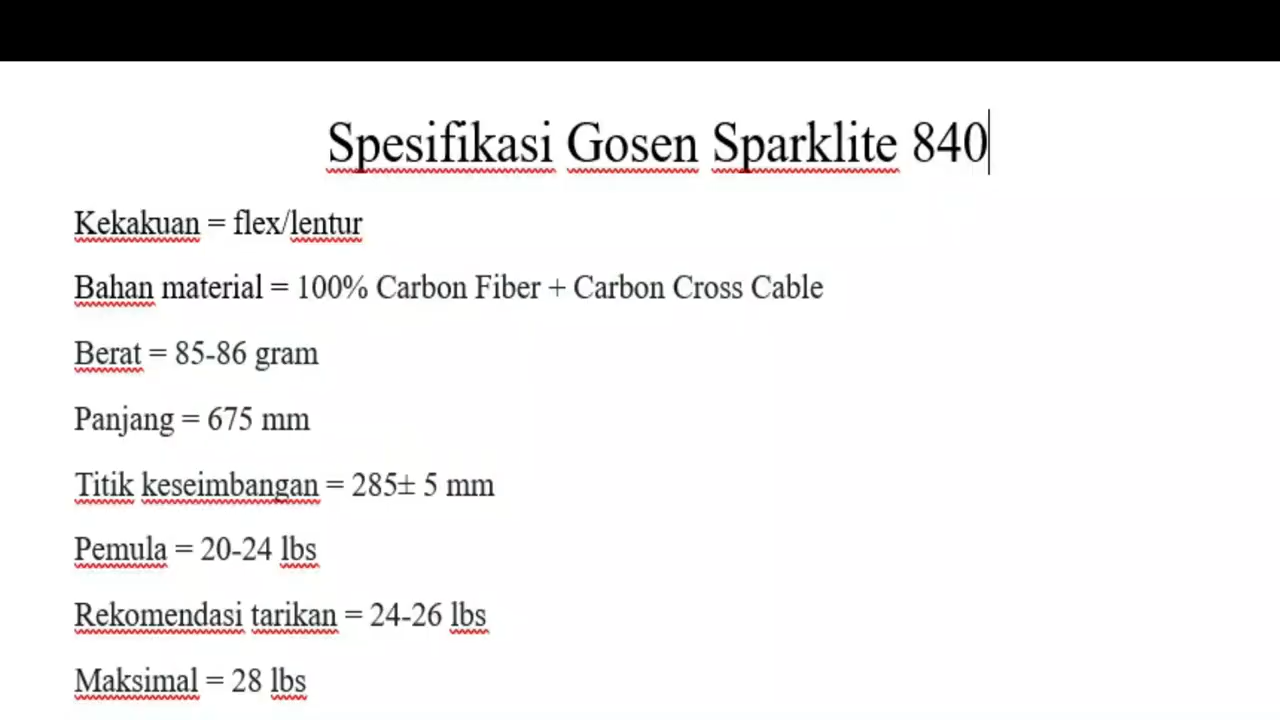 Spesifikasi Gosen Sparklite 840
Kekakuan = flex/lentur
Bahan material = 100% Carbon Fiber + Carbon Cross Cable
Berat = 85-86 gram
Panjang = 675 mm
Titik keseimbangan = 285± 5 mm
Pemula = 20-24 lbs
Rekomendasi tarikan = 24-26 lbs
Maksimal = 28 lbs